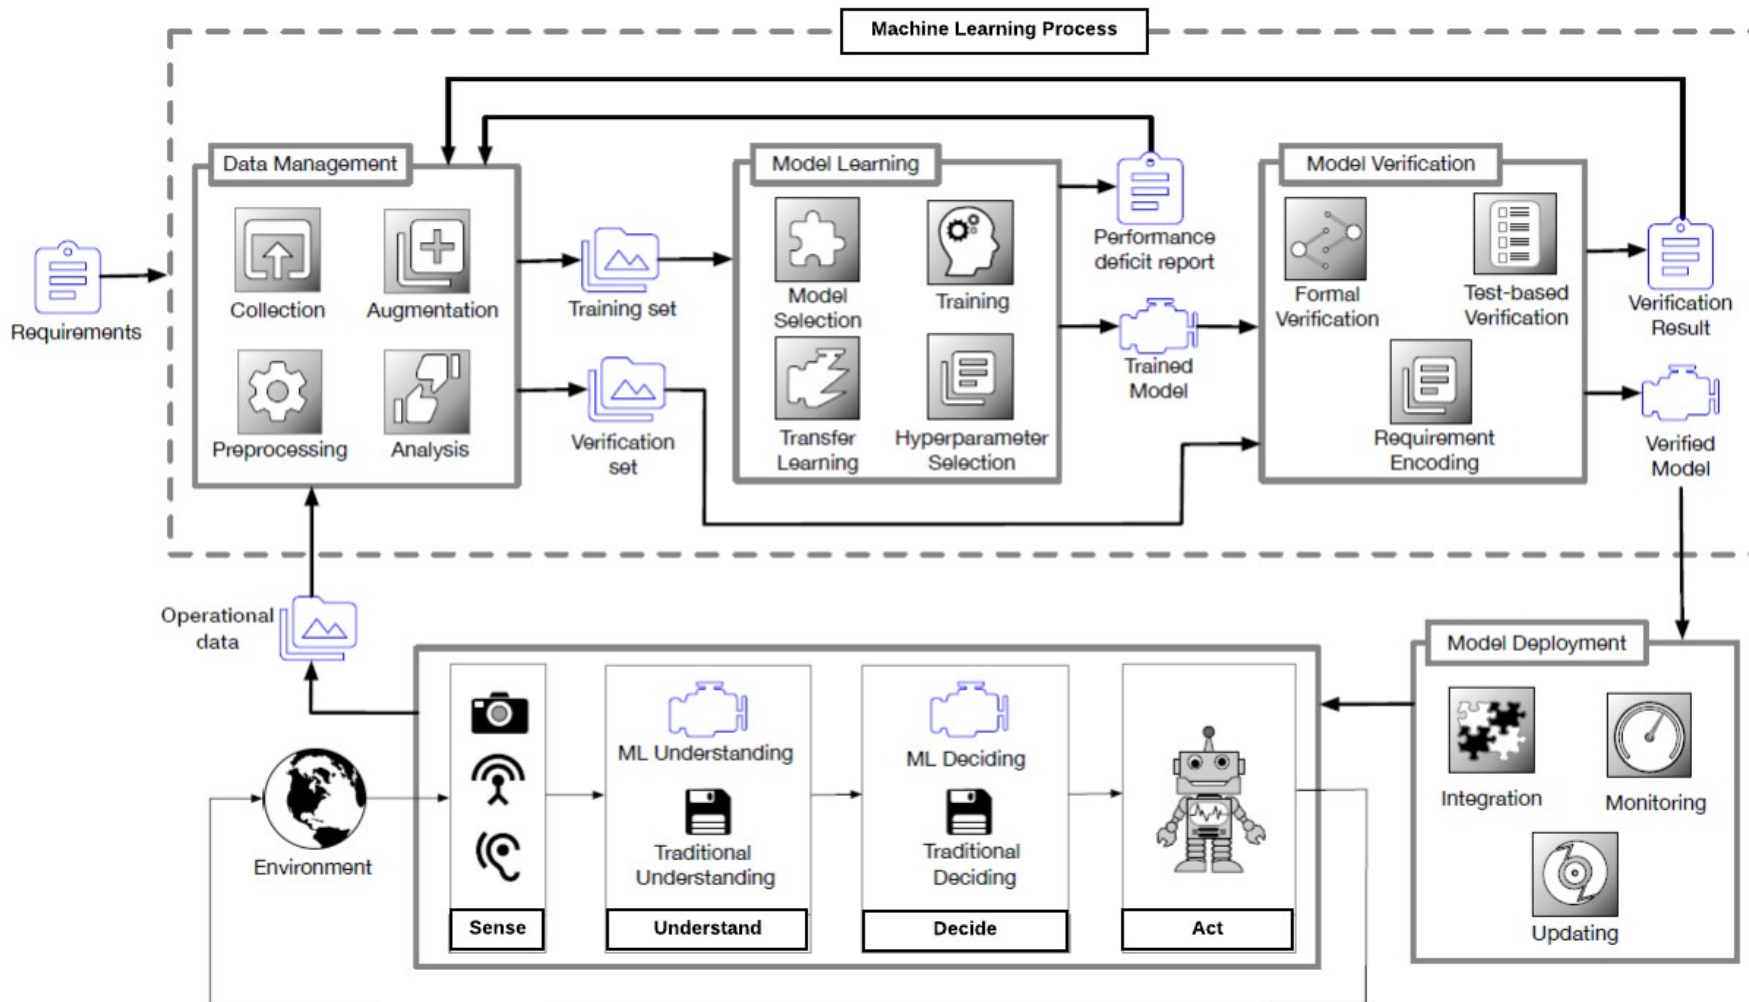 Machine Learning Process
Data Management
Model Learning
Model Verification
Requirements
Collection
Augmentation
Preprocessing
Analysis
Training set
Verification
set
Model
Selection
Training
Transfer
Learning
Hyperparameter
Selection
Performance
deficit report
Trained
Model
Formal
Verification
Test-based
Verification
Requirement
Encoding
Verification
Result
Verified
Model
Operational
data
Environment
Sense
ML Understanding
Traditional
Understanding
Understand
ML Deciding
Traditional
Deciding
Decide
Act
Model Deployment
Integration
Monitoring
Updating